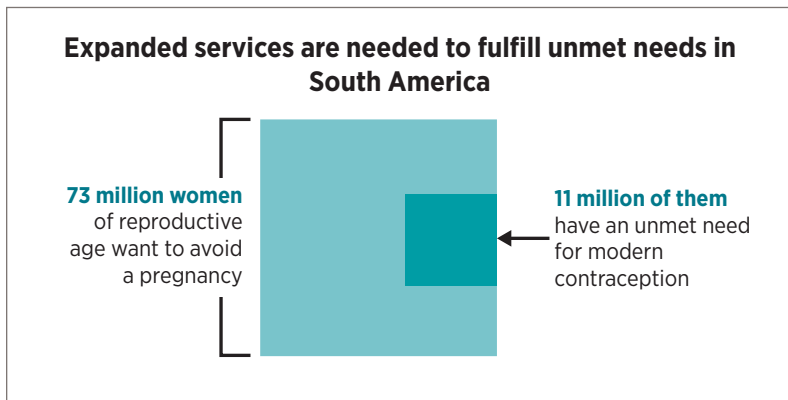 Expanded services are needed to fulfill unmet needs in
South America
73 million women
of reproductive
age want to avoid
a pregnancy
11 million of them
have an unmet need
for modern
contraception